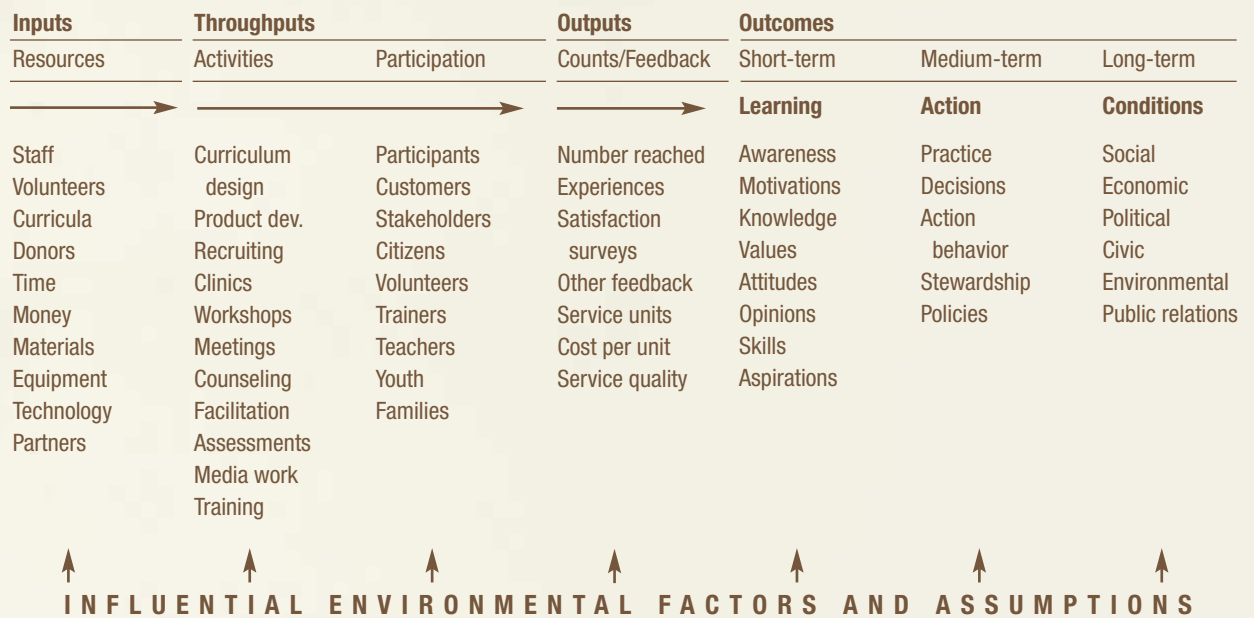 Inputs Throughputs Outputs Outcomes
Resources Activities Participation Counts/Feedback Short-term Medium-term Long-term
Learning Action Conditions
Staff Curriculum Participants Number reached Awareness Practice Social
Volunteers design Customers Experiences Motivations Decisions Economic
Curricula Product dev. Stakeholders Satisfaction Knowledge Action Political
Donors Recruiting Citizens surveys Values behavior Civic
Time Clinics Volunteers Other feedback Attitudes Stewardship Environmental
Money Workshops Trainers Service units Opinions Policies Public relations
Materials Meetings Teachers Cost per unit Skills
Equipment Counseling Youth Service quality Aspirations
Technology Facilitation Families
Partners Assessments
Media work
Training
INFLUENTIAL ENVIRONMENTAL FACTORS AND ASSUMPTIONS